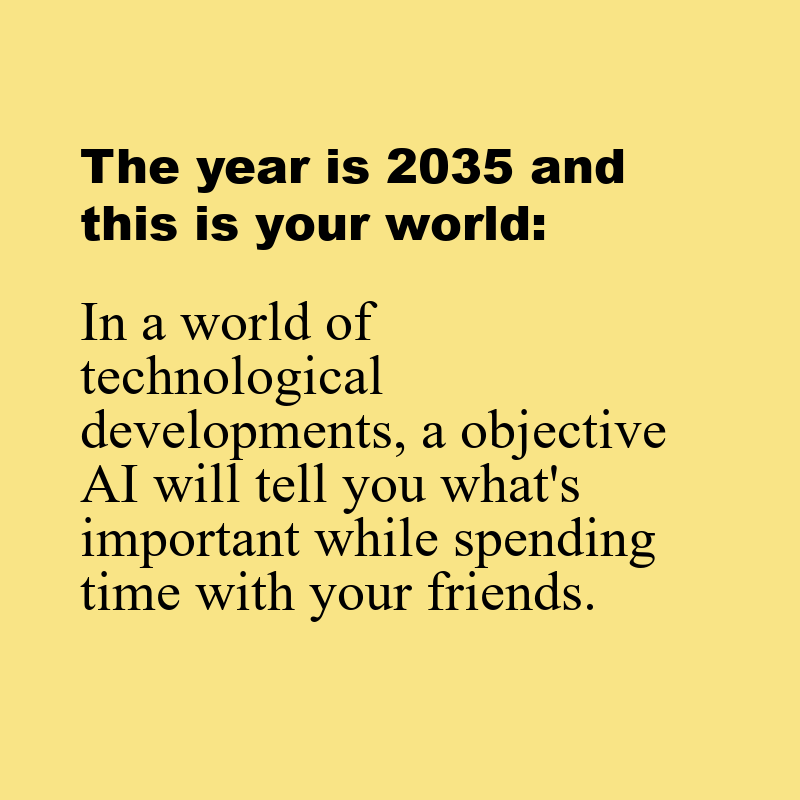 The year is 2035 and
this is your world:
In a world of
technological
developments, a objective
AI will tell you what's
important while spending
time with your friends.